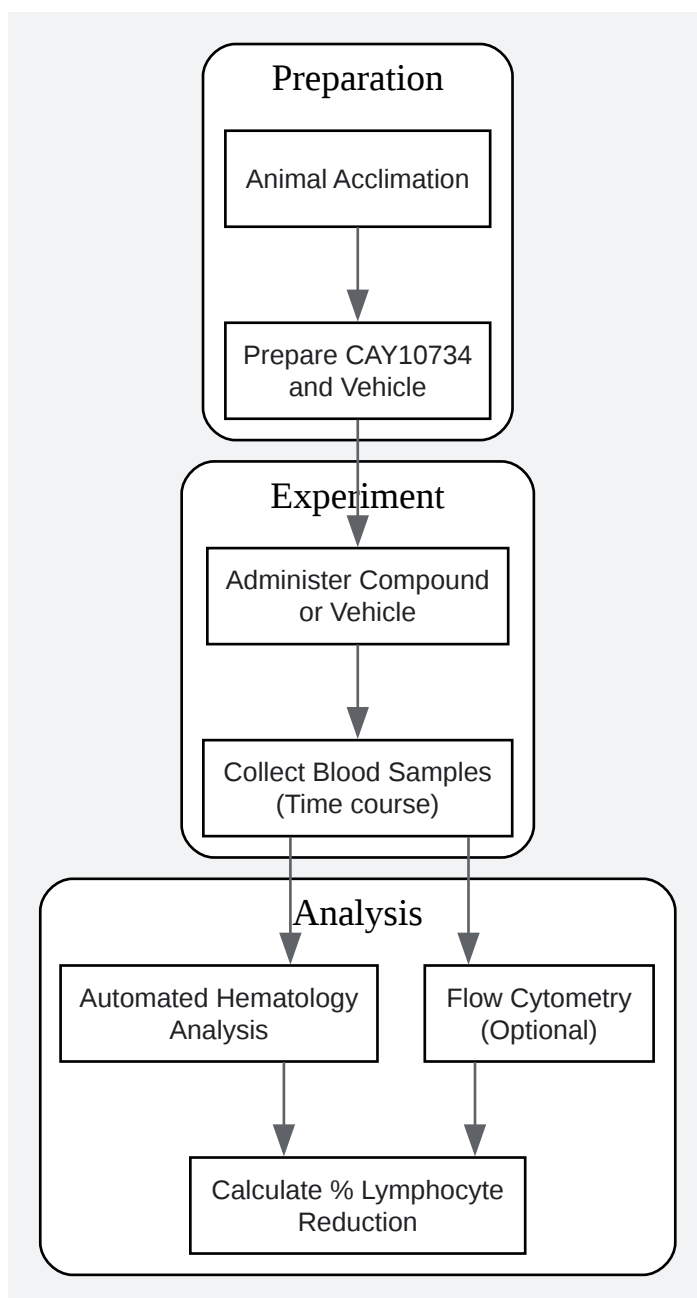 Preparation
Animal Acclimation
Prepare CAY10734
and Vehicle
Experiment
Administer Compound
or Vehicle
Collect Blood Samples
(Time course)
Analysis
Automated Hematology
Analysis
Flow Cytometry
(Optional)
Calculate % Lymphocyte
Reduction